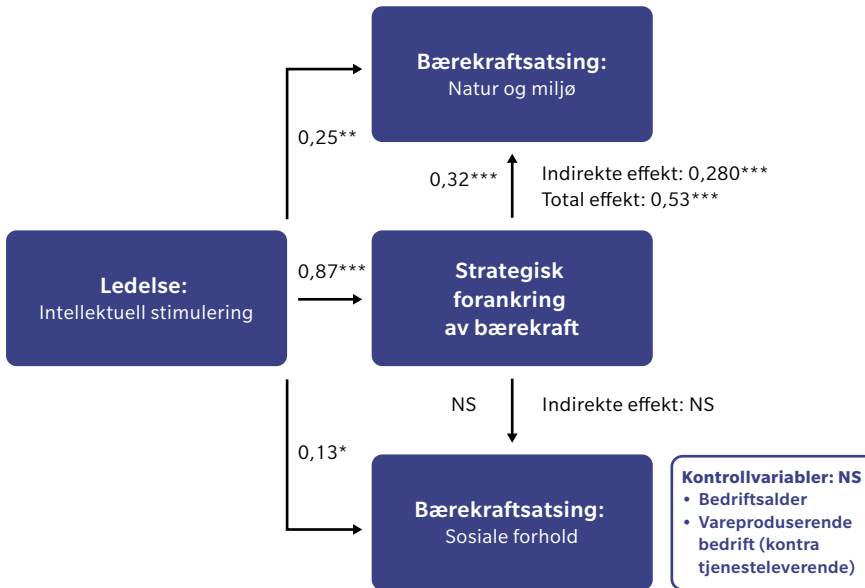 Bærekraftsatsing:
Natur og miljø
0,25**
0,32***
Indirekte effekt: 0,280***
Total effekt: 0,53***
Ledelse:
Intellektuell stimulering
0,87***
Strategisk
forankring
av bærekraft
NS
Indirekte effekt: NS
0,13*
Bærekraftsatsing:
Sosiale forhold
Kontrollvariabler: NS
• Bedriftsalder
• Vareproduserende
bedrift (kontra
tjenesteleverende)